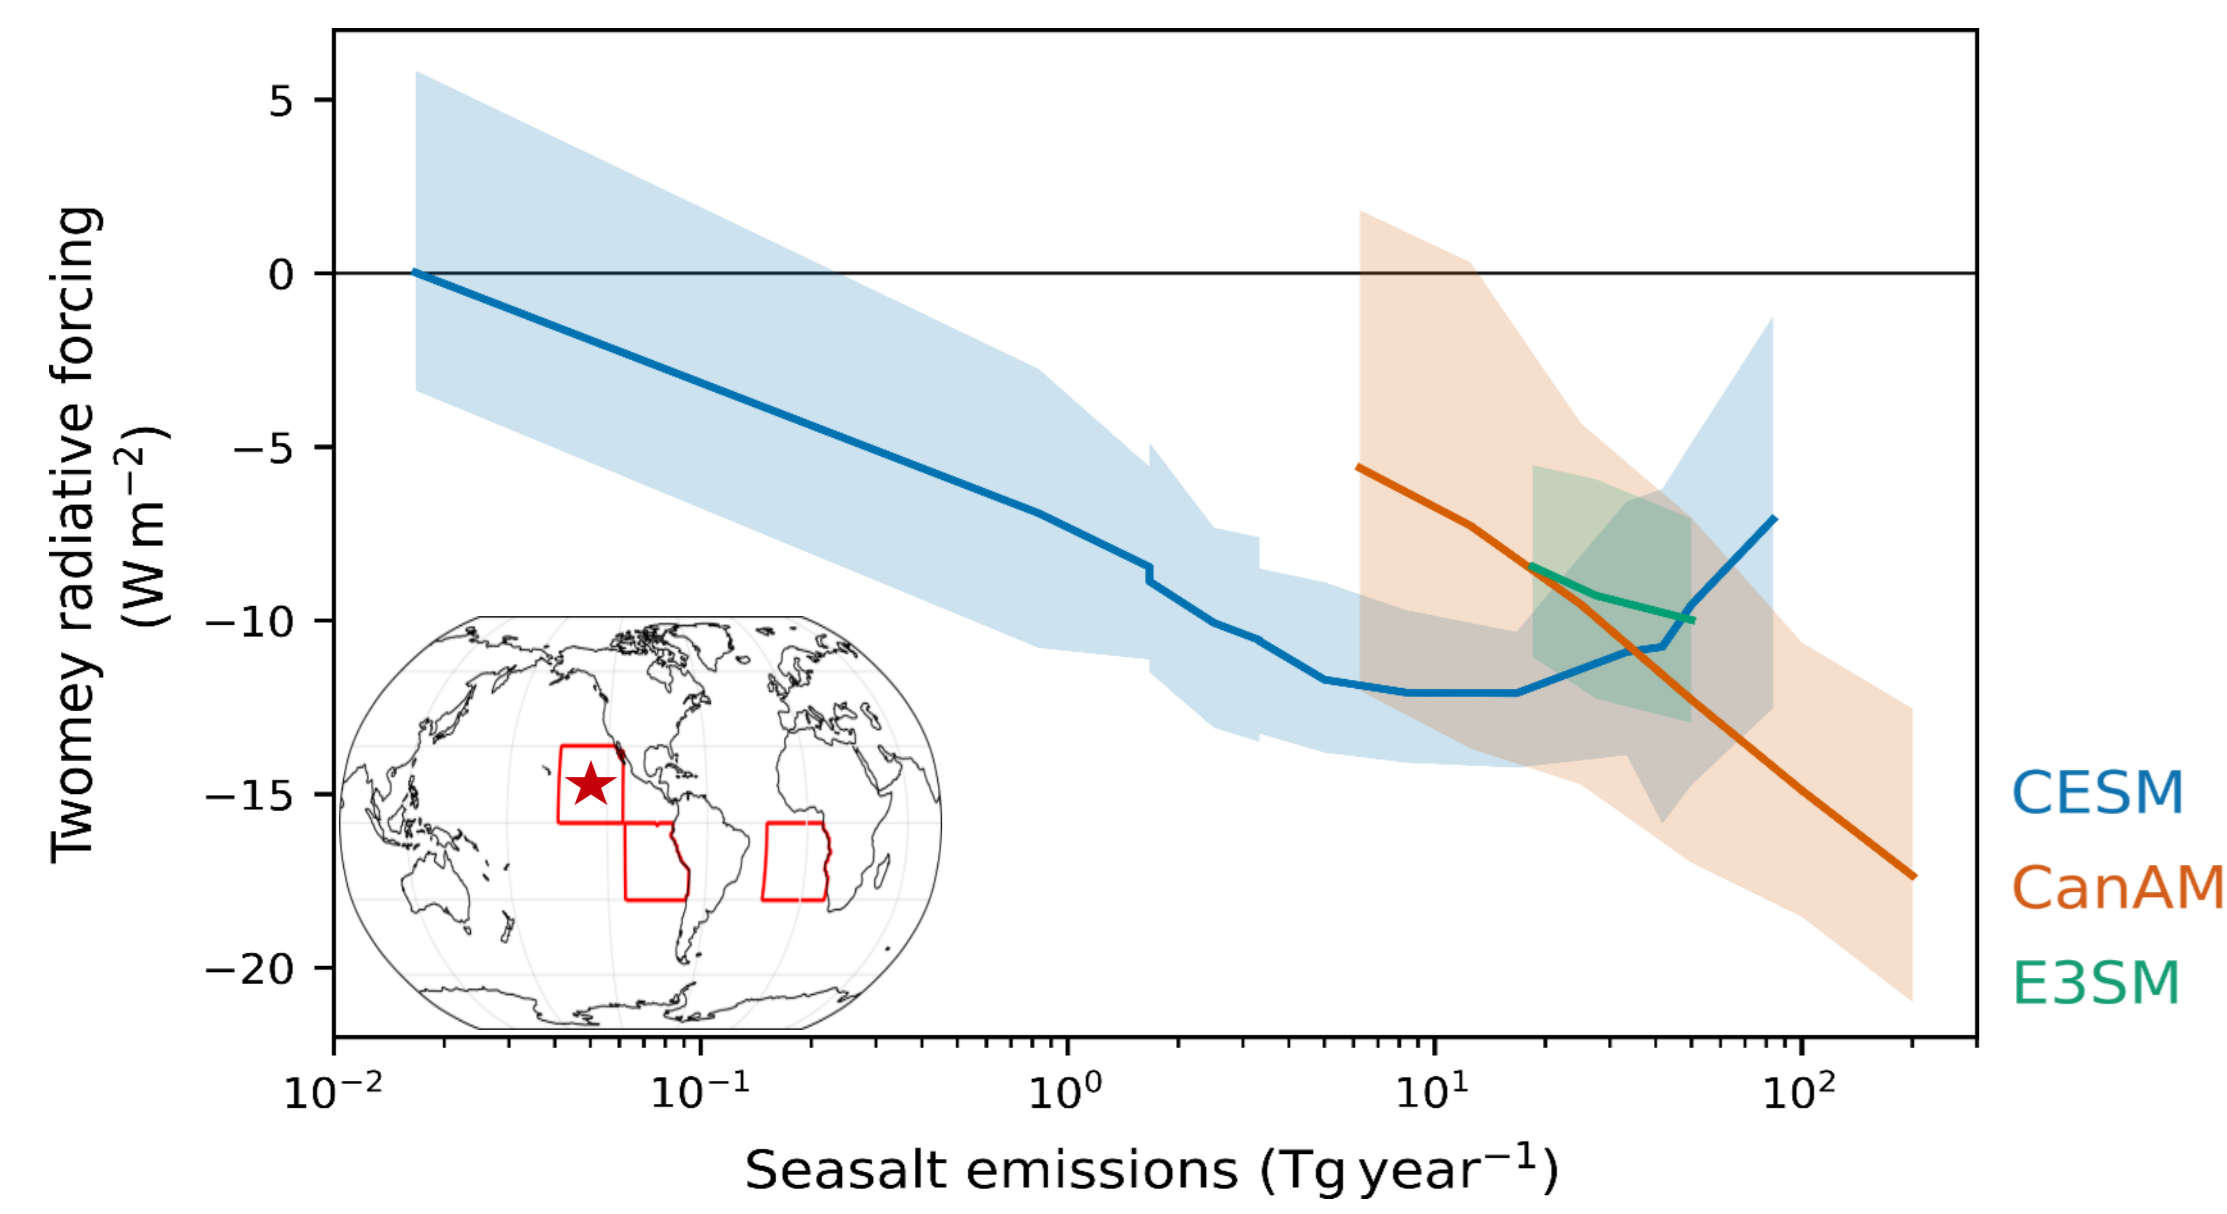 Twomey radiative forcing
(W m⁻²)
5
0
−5
−10
−15
−20
10⁻²
10⁻¹
10⁰
10¹
10²
Seasalt emissions (Tg year⁻¹)
CESM
CanAM
E3SM